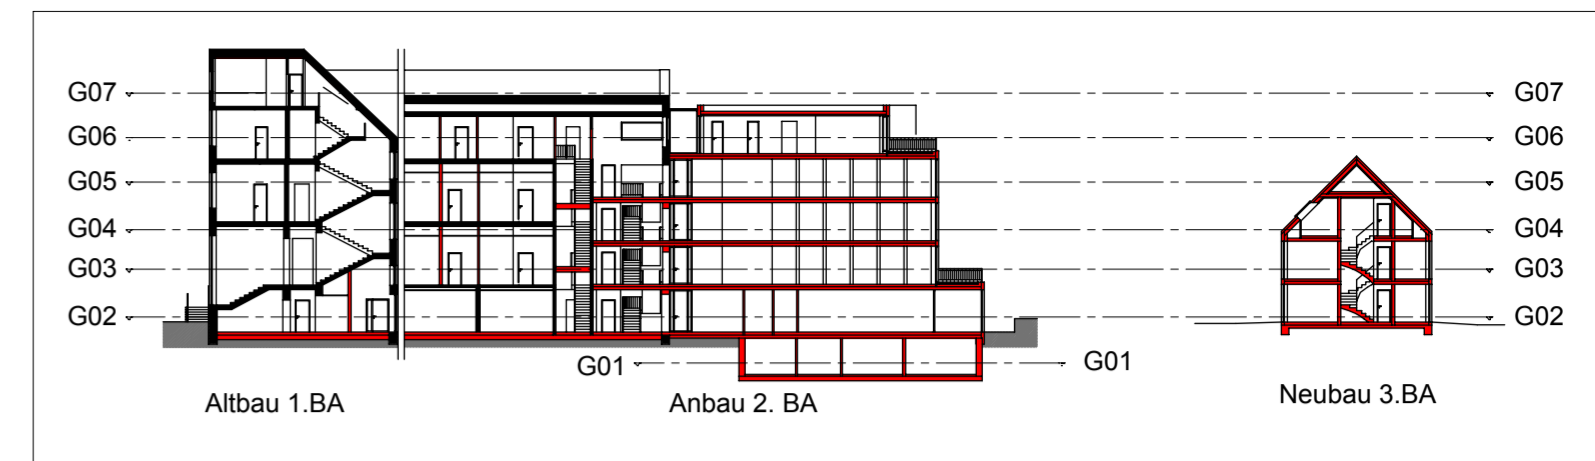 G07 G07
G06 G06
G05 G05
G04 G04
G03 G03
G02 G02
G01 G01
Altbau 1.BA
Anbau 2. BA
Neubau 3.BA